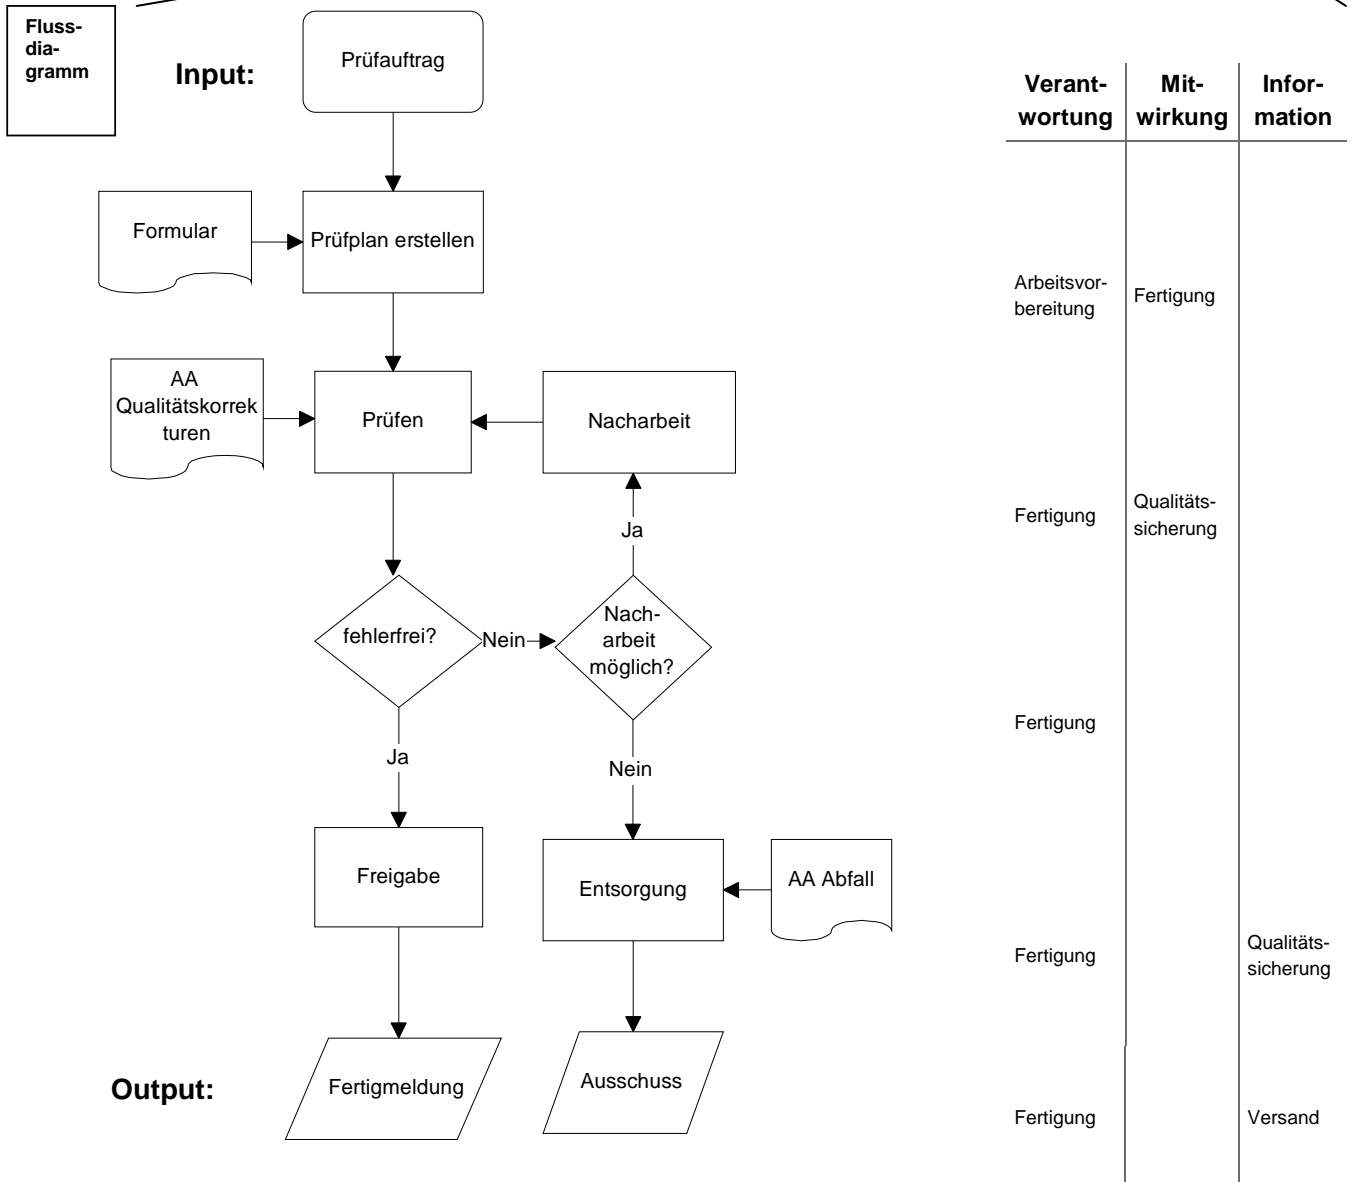 Fluss-
dia-
gramm
Input:
Prüfauftrag
Verant-
wortung
Mit-
wirkung
Infor-
mation
Formular
Prüfplan erstellen
Arbeitsvor-
bereitung
Fertigung
AA
Qualitätskorrek
turen
Prüfen
Nacharbeit
Ja
Fertigung
Qualitäts-
sicherung
fehlerfrei?
Nein
Nach-
arbeit
möglich?
Fertigung
Ja
Nein
Freigabe
Entsorgung
AA Abfall
Fertigung
Qualitäts-
sicherung
Output:
Fertigmeldung
Ausschuss
Fertigung
Versand